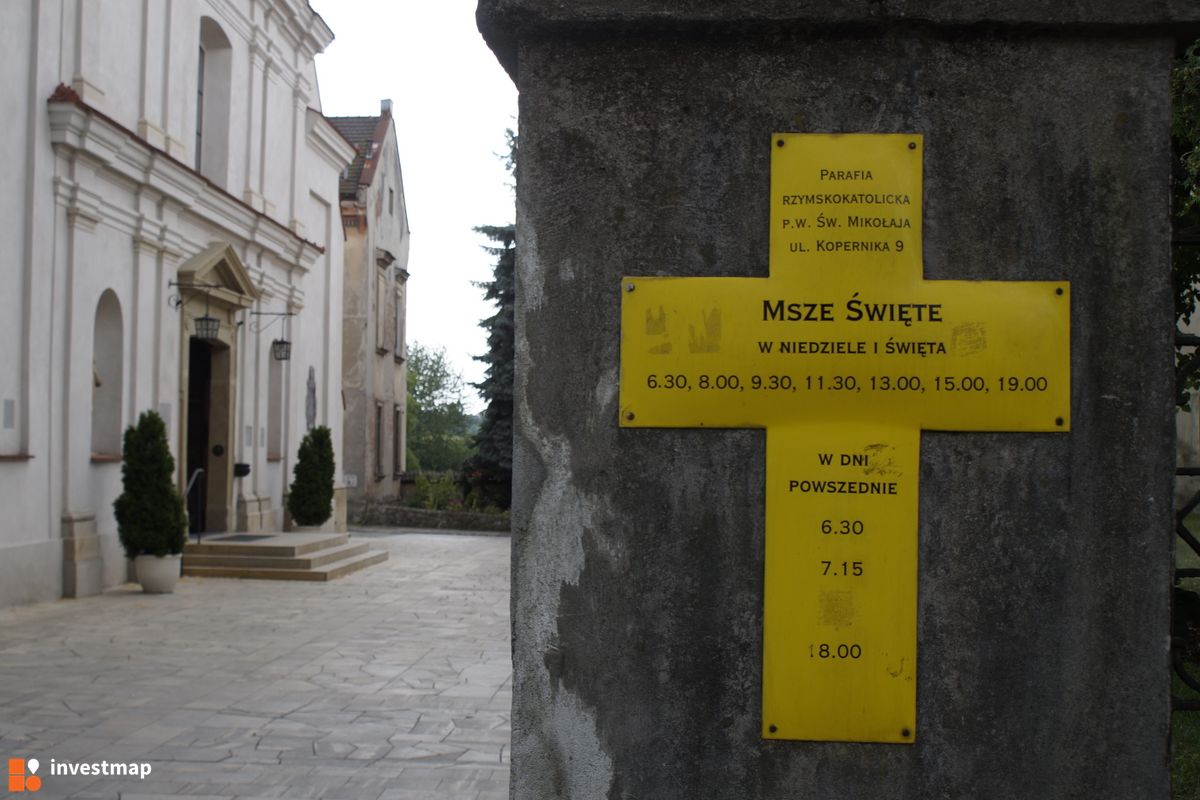 Parafia
rzymskokatolicka
p.w. Św. Mikołaja
ul. Kopernika 9
Msze Święte
w niedziele i święta
6.30, 8.00, 9.30, 11.30, 13.00, 15.00, 19.00
w dni
powszednie
6.30
7.15
18.00
investmap